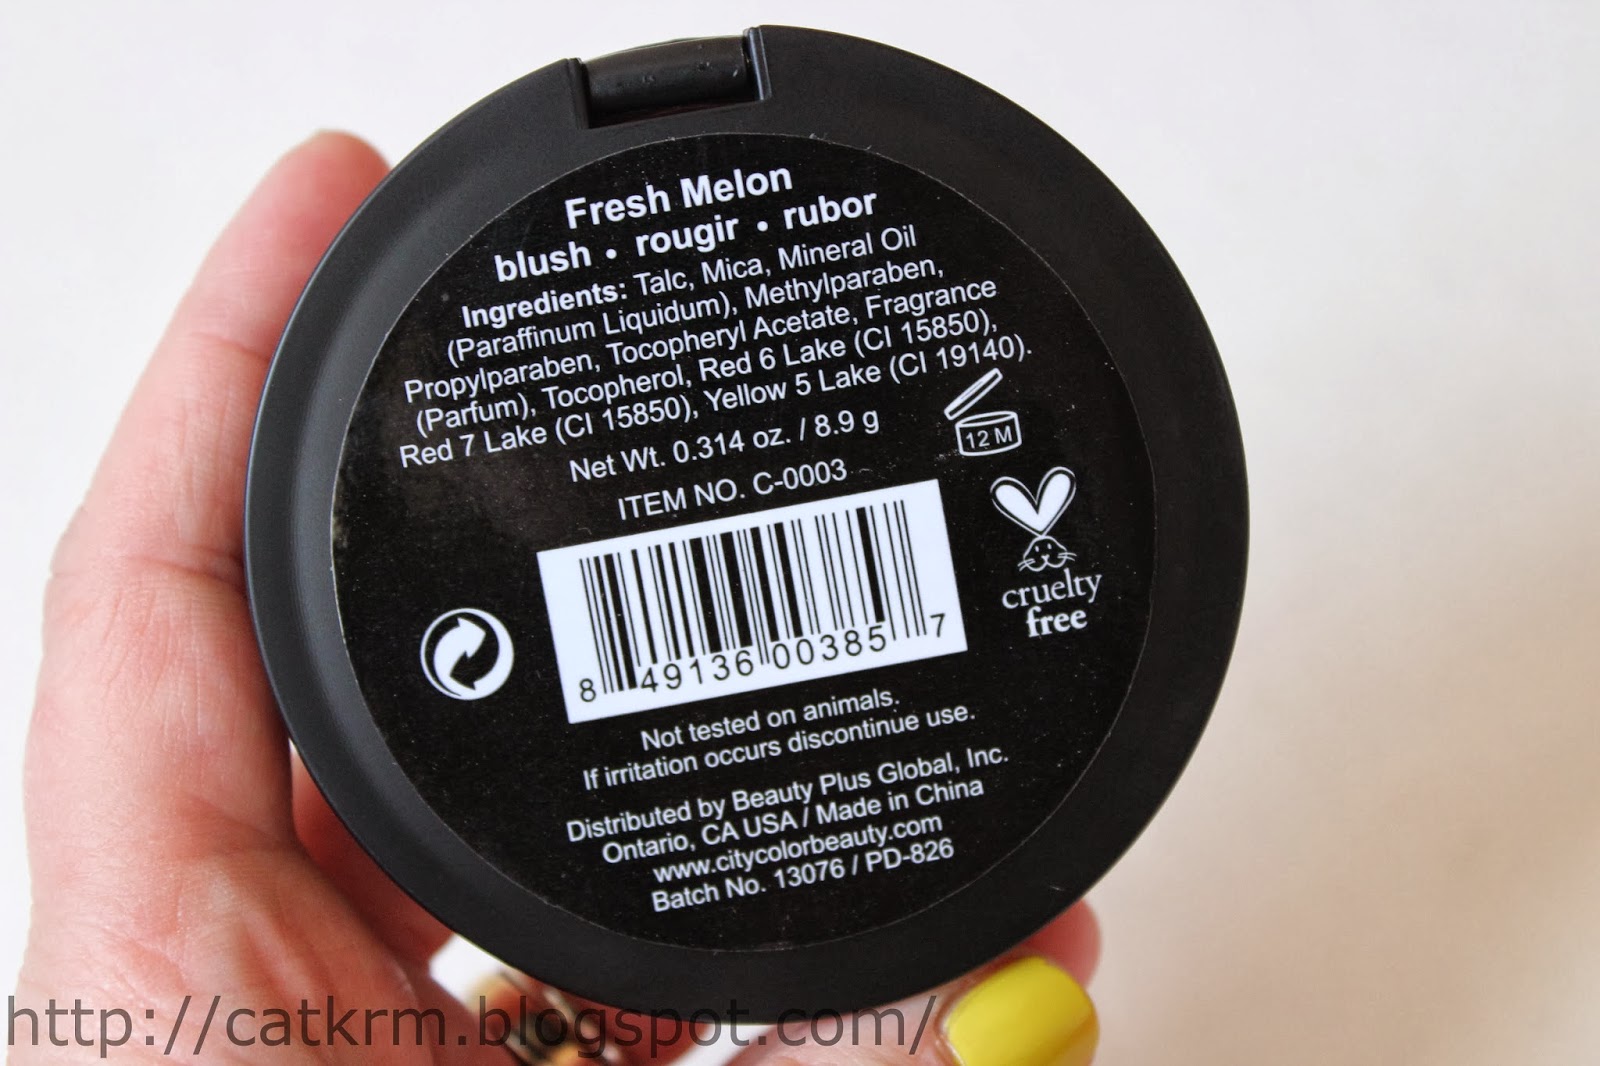 Fresh Melon
blush • rougir • rubor
Ingredients: Talc, Mica, Mineral Oil
(Paraffinum Liquidum), Methylparaben,
Propylparaben, Tocopheryl Acetate, Fragrance
(Parfum), Tocopherol, Red 6 Lake (CI 15850),
Red 7 Lake (CI 15850), Yellow 5 Lake (CI 19140).
Net Wt. 0.314 oz. / 8.9 g
12 M
ITEM NO. C-0003
8 49136 00385 7
cruelty
free
Not tested on animals.
If irritation occurs discontinue use.
Distributed by Beauty Plus Global, Inc.
Ontario, CA USA / Made in China
www.citycolorbeauty.com
Batch No. 13076 / PD-826
http://catkrm.blogspot.com/